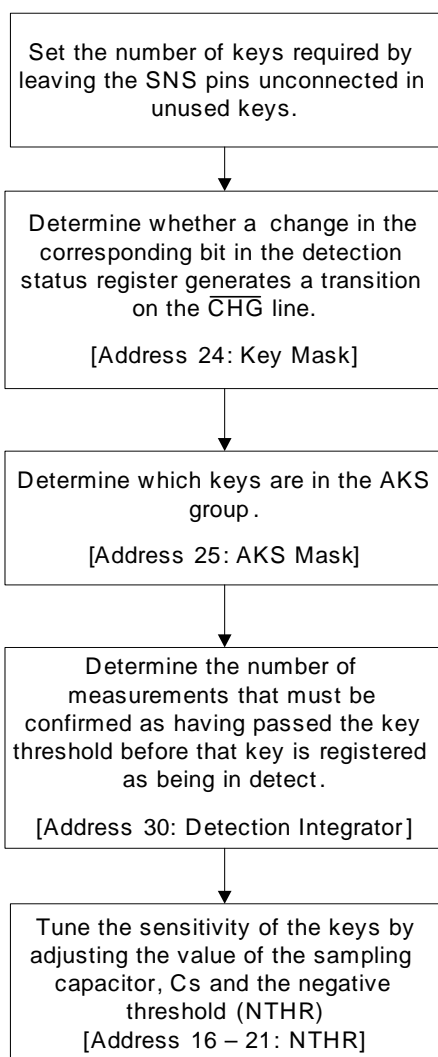 Set the number of keys required by
leaving the SNS pins unconnected in
unused keys.
Determine whether a change in the
corresponding bit in the detection
status register generates a transition
on the CHG line.
[Address 24: Key Mask]
Determine which keys are in the AKS
group.
[Address 25: AKS Mask]
Determine the number of
measurements that must be
confirmed as having passed the key
threshold before that key is registered
as being in detect.
[Address 30: Detection Integrator]
Tune the sensitivity of the keys by
adjusting the value of the sampling
capacitor, Cs and the negative
threshold (NTHR)
[Address 16 – 21: NTHR]